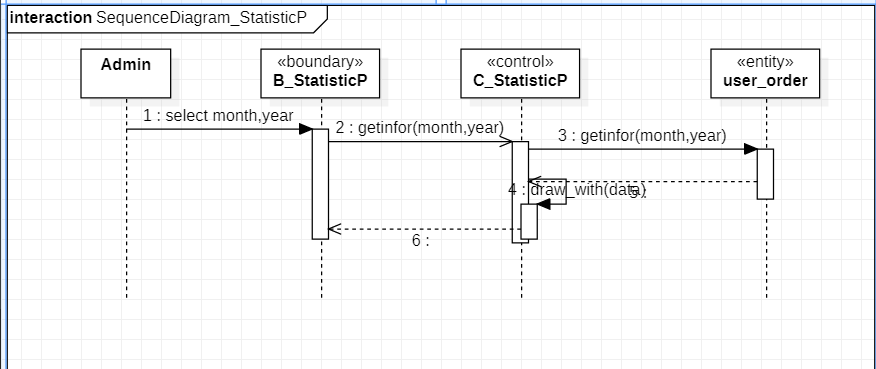 interaction SequenceDiagram_StatisticP
Admin
«boundary»
B_StatisticP
«control»
C_StatisticP
«entity»
user_order
1 : select month,year
2 : getinfor(month,year)
3 : getinfor(month,year)
4 : draw_with(data)
5 :
6 :